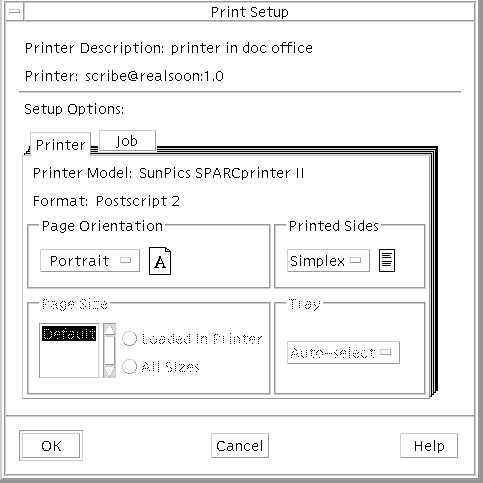 Print Setup
Printer Description: printer in doc office
Printer: scribe@realsoon:1.0
Setup Options:
Printer Job
Printer Model: SunPics SPARCprinter II
Format: Postscript 2
Page Orientation Printed Sides
Portrait A Simplex
Page Size Tray
Default Loaded in Printer
Auto-select
All Sizes
OK Cancel Help